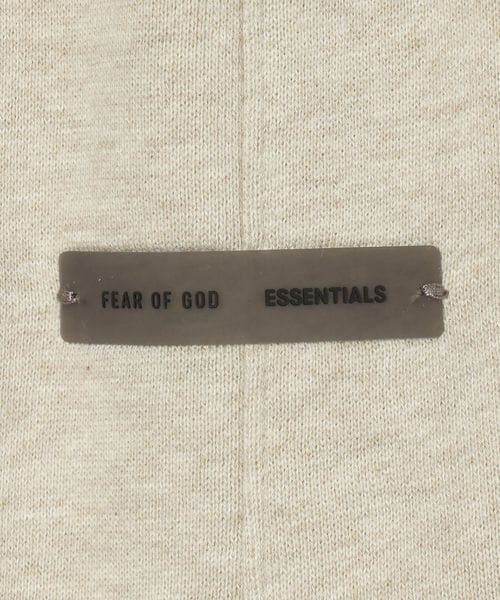 FEAR OF GOD ESSENTIALS